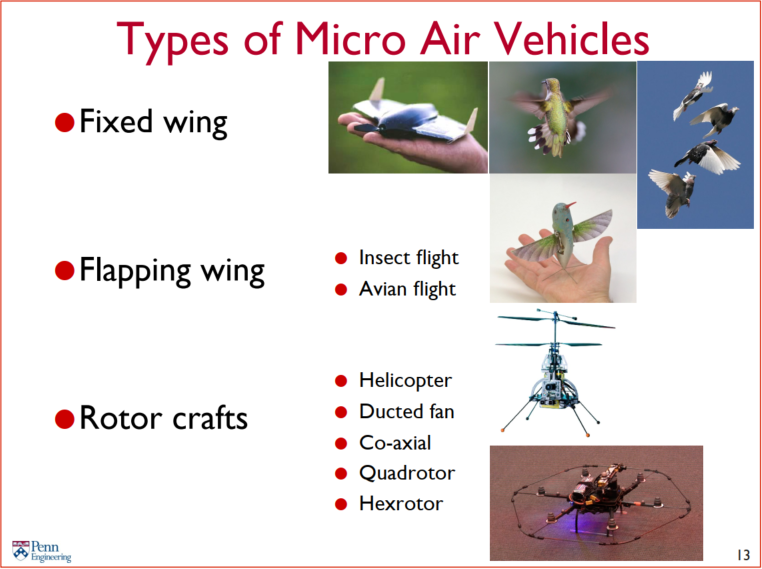 Types of Micro Air Vehicles
Fixed wing
Flapping wing
Insect flight
Avian flight
Rotor crafts
Helicopter
Ducted fan
Co-axial
Quadrotor
Hexrotor
Penn
Engineering
13